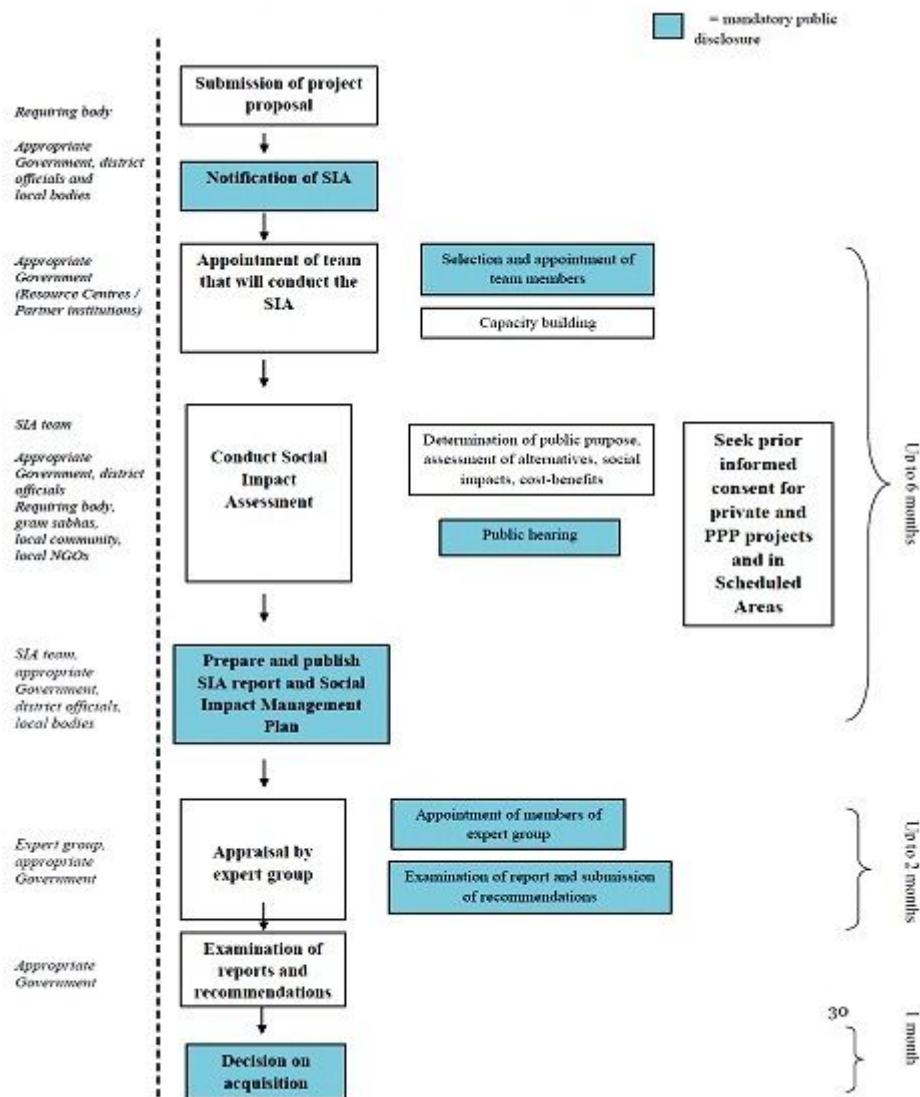 = mandatory public
disclosure
Submission of project
proposal
Requiring body
Appropriate
Government, district
officials and
local bodies
Notification of SIA
Appropriate
Government
(Resource Centres /
Partner institutions)
Appointment of team
that will conduct the
SIA
Selection and appointment of
team members
Capacity building
SIA team
Appropriate
Government, district
officials
Requiring body,
gram sabhas,
local community,
local NGOs
Conduct Social
Impact
Assessment
Determination of public purpose,
assessment of alternatives, social
impacts, cost-benefits
Public hearing
Seek prior
informed
consent for
private and
PPP projects
and in
Scheduled
Areas
Up to 6 months
SIA team,
appropriate
Government,
district officials,
local bodies
Prepare and publish
SIA report and Social
Impact Management
Plan
Expert group,
appropriate
Government
Appraisal by
expert group
Appointment of members of
expert group
Examination of report and submission
of recommendations
Up to 2 months
Appropriate
Government
Examination of
reports and
recommendations
30
1 month
Decision on
acquisition